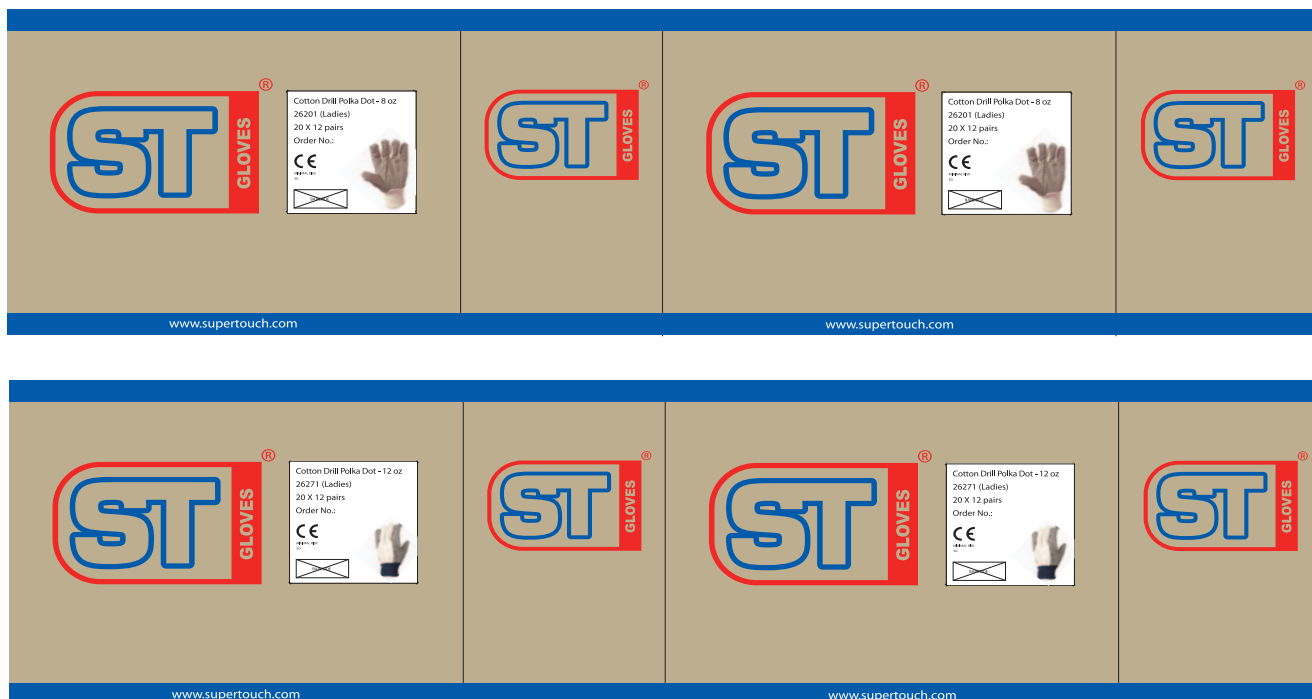 ST
GLOVES
®
Cotton Drill Polka Dot - 8 oz
26201 (Ladies)
20 X 12 pairs
Order No.:
CE
ST
GLOVES
®
ST
GLOVES
®
Cotton Drill Polka Dot - 8 oz
26201 (Ladies)
20 X 12 pairs
Order No.:
CE
ST
GLOVES
®
www.supertouch.com
www.supertouch.com
ST
GLOVES
®
Cotton Drill Polka Dot - 12 oz
26271 (Ladies)
20 X 12 pairs
Order No.:
CE
ST
GLOVES
®
ST
GLOVES
®
Cotton Drill Polka Dot - 12 oz
26271 (Ladies)
20 X 12 pairs
Order No.:
CE
ST
GLOVES
®
www.supertouch.com
www.supertouch.com